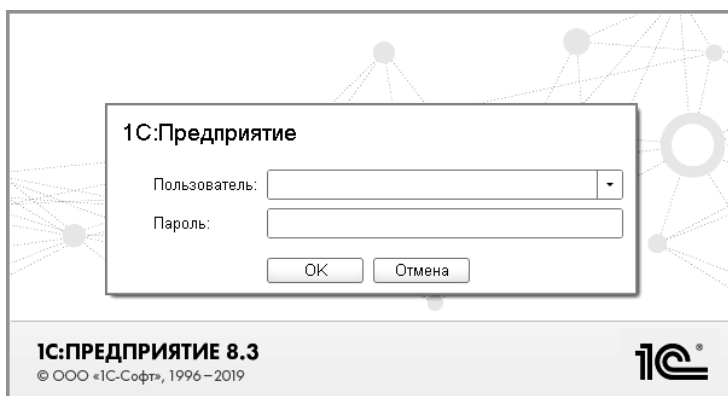 1С:Предприятие
Пользователь:
Пароль:
OK Отмена
1С:ПРЕДПРИЯТИЕ 8.3
© ООО «1С-Софт», 1996–2019
1С®